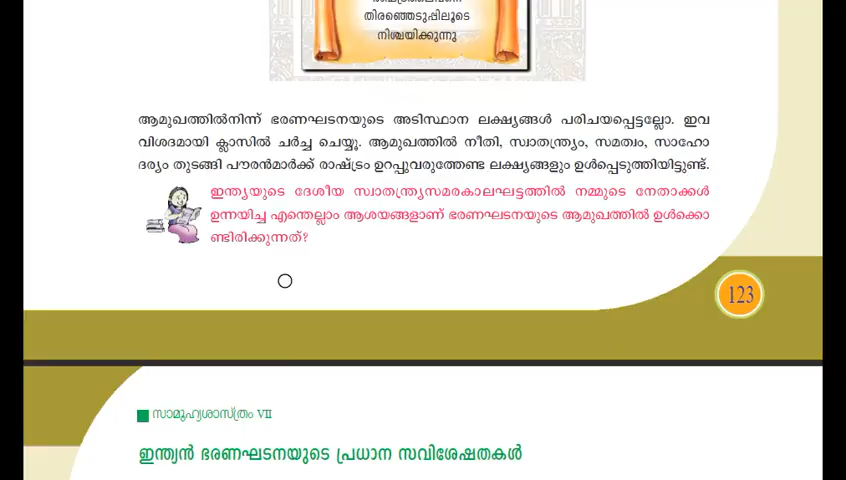 തിരഞ്ഞെടുപ്പിലൂടെ
നിശ്ചയിക്കുന്നു
ആമുഖത്തിൽനിന്ന് ഭരണഘടനയുടെ അടിസ്ഥാന ലക്ഷ്യങ്ങൾ പരിചയപ്പെട്ടല്ലോ. ഇവ
വിശദമായി ക്ലാസിൽ ചർച്ച ചെയ്യൂ. ആമുഖത്തിൽ നീതി, സ്വാതന്ത്ര്യം, സമത്വം, സാഹോ
ദര്യം തുടങ്ങി പൗരൻമാർക്ക് രാഷ്ട്രം ഉറപ്പുവരുത്തേണ്ട ലക്ഷ്യങ്ങളും ഉൾപ്പെടുത്തിയിട്ടുണ്ട്.
ഇന്ത്യയുടെ ദേശീയ സ്വാതന്ത്ര്യസമരകാലഘട്ടത്തിൽ നമ്മുടെ നേതാക്കൾ
ഉന്നയിച്ച എന്തെല്ലാം ആശയങ്ങളാണ് ഭരണഘടനയുടെ ആമുഖത്തിൽ ഉൾക്കൊ
ണ്ടിരിക്കുന്നത്?
123
സാമൂഹ്യശാസ്ത്രം VII
ഇന്ത്യൻ ഭരണഘടനയുടെ പ്രധാന സവിശേഷതകൾ